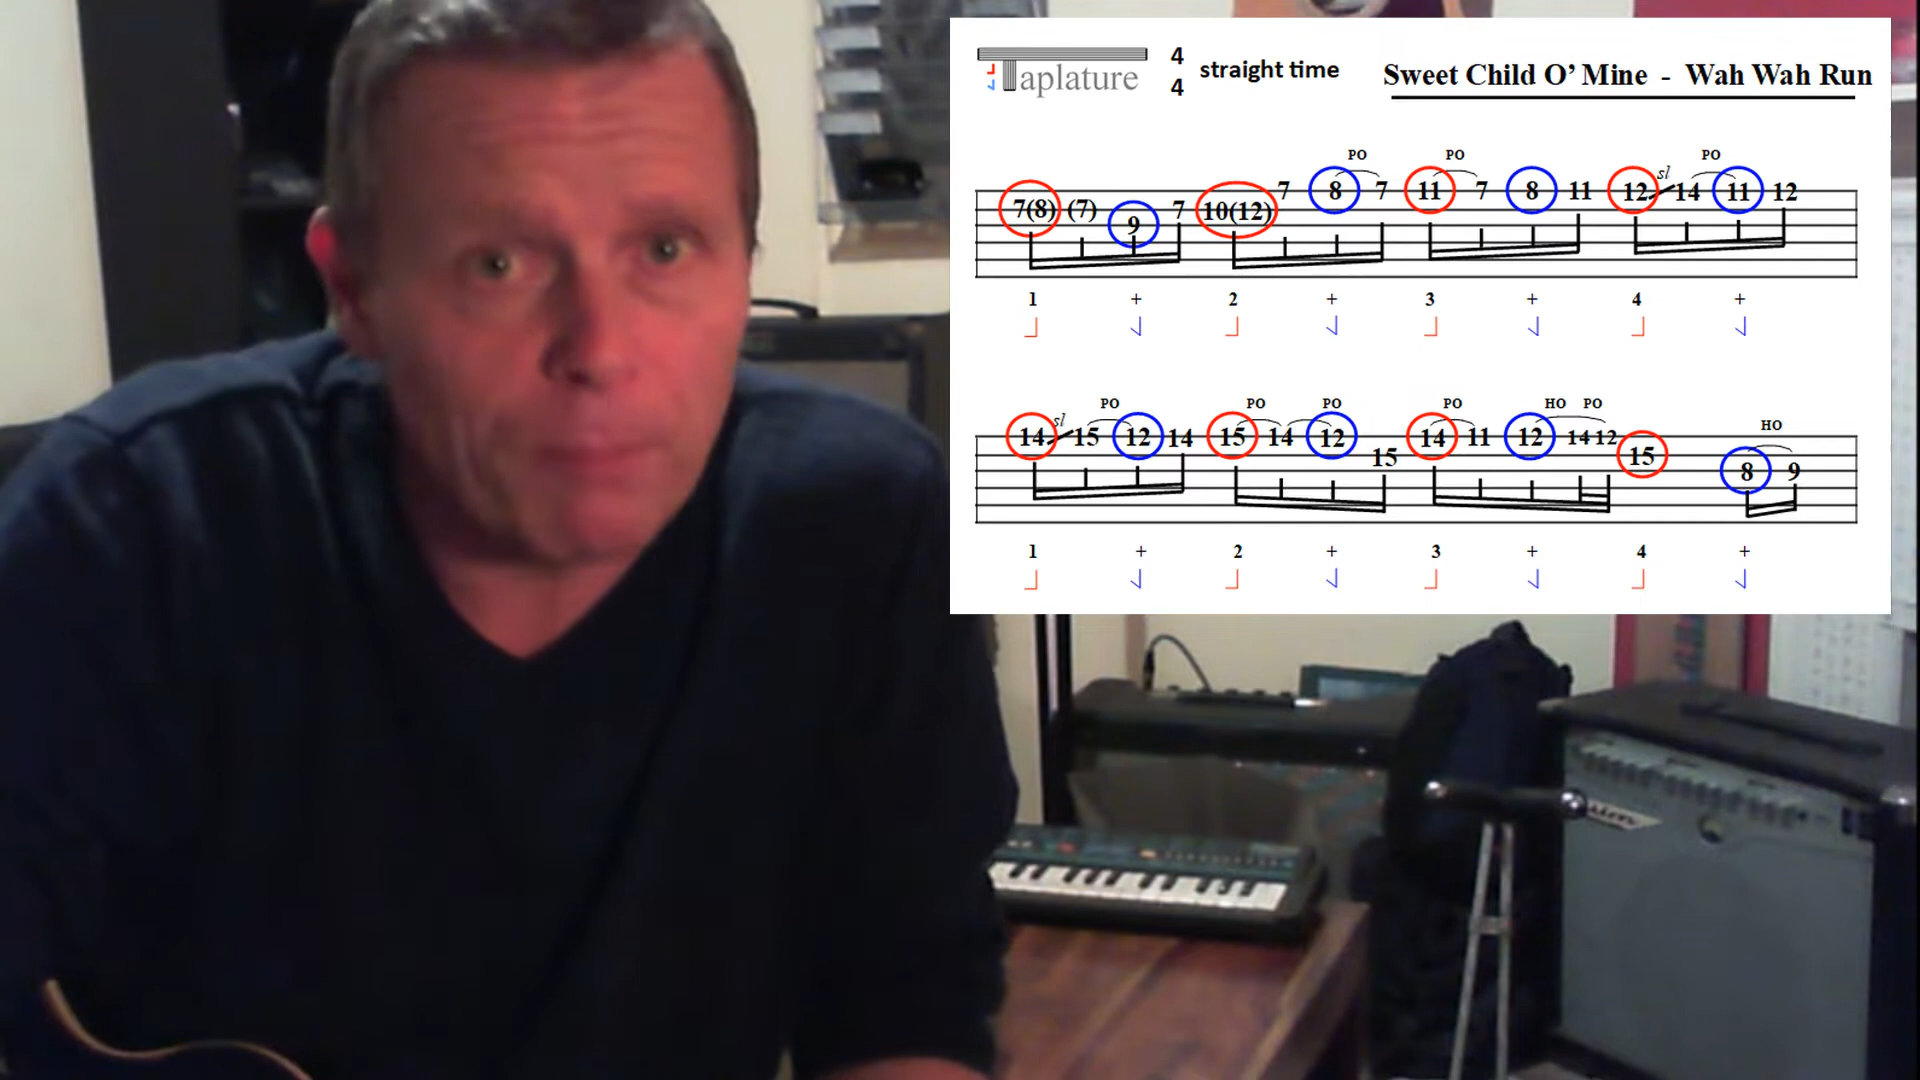 Taplature
4
4
straight time
Sweet Child O’ Mine - Wah Wah Run
PO PO sl PO
7(8) (7) 9 7 10(12) 7 8 7 11 7 8 11 12 14 11 12
1 + 2 + 3 + 4 +
sl PO PO PO PO HO PO HO
14 15 12 14 15 14 12 15 14 11 12 14 12 15 8 9
1 + 2 + 3 + 4 +